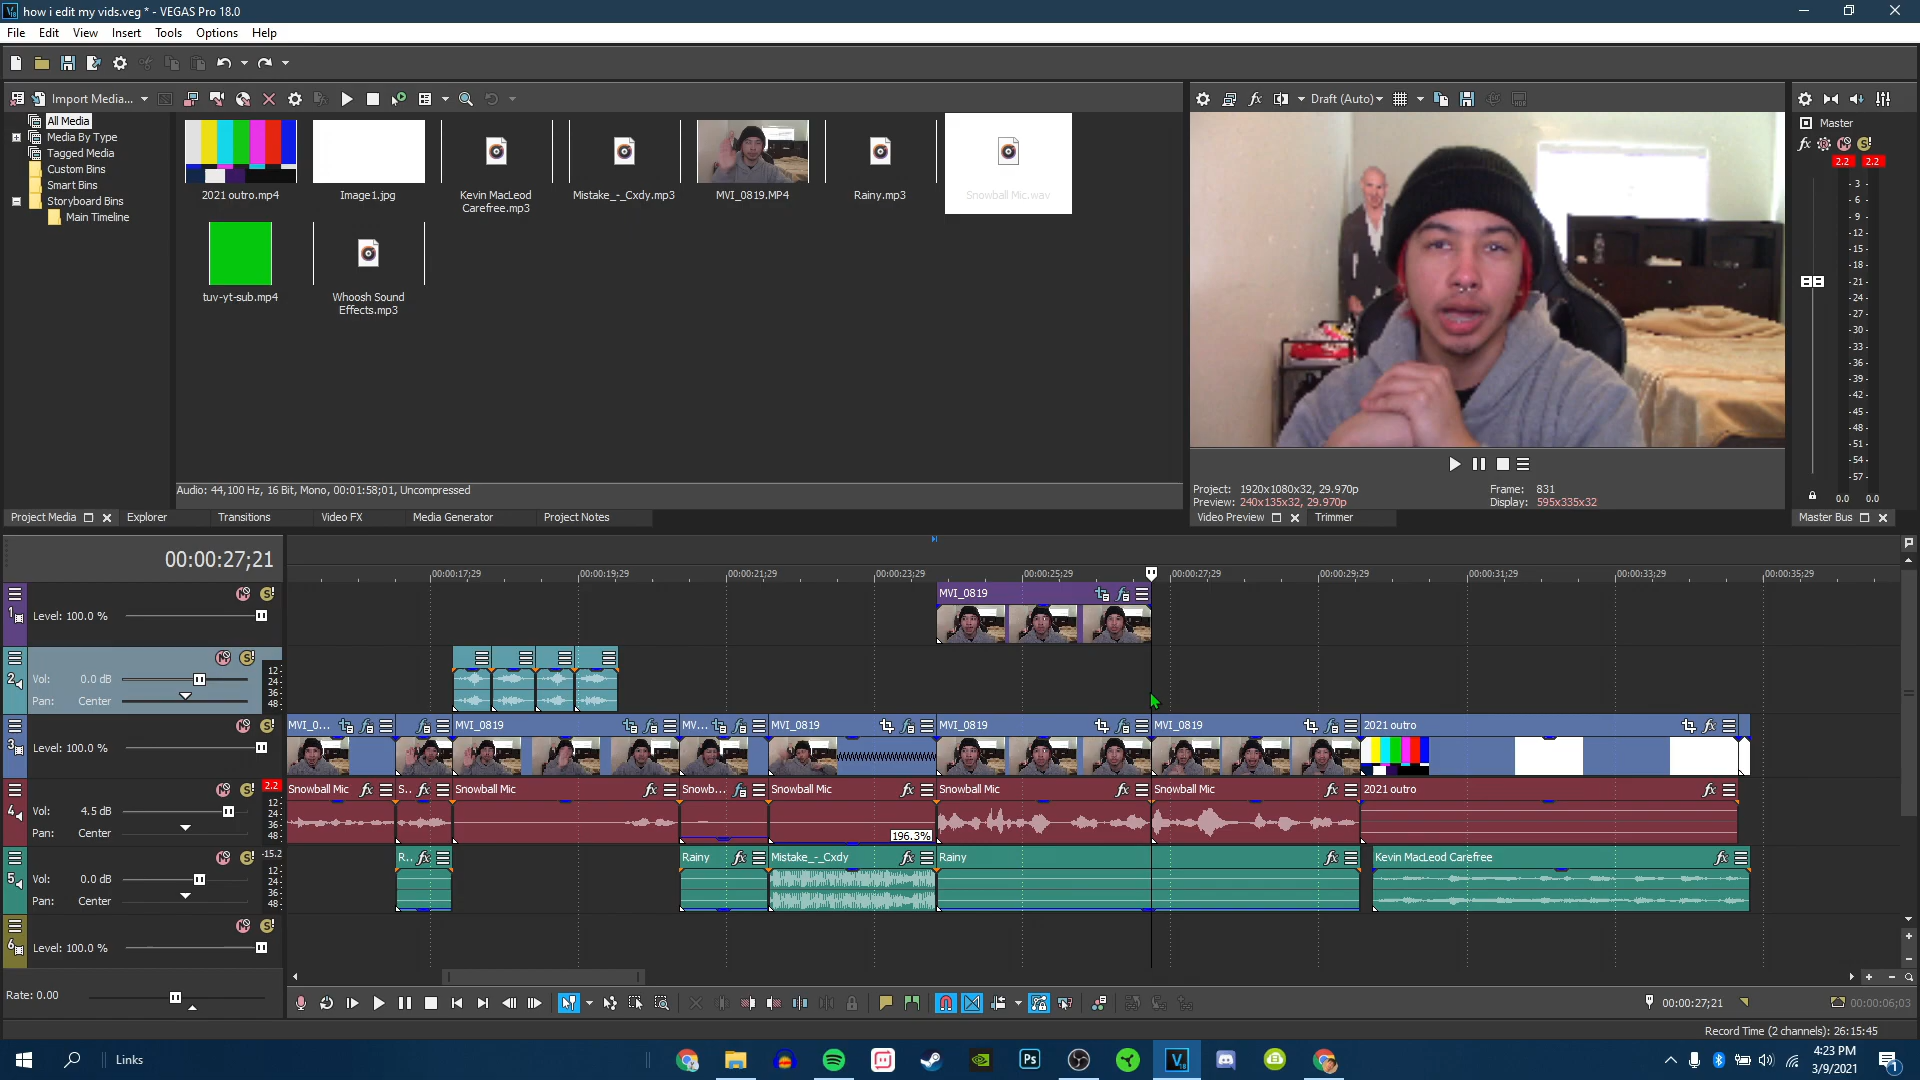 how i edit my vids.veg * - VEGAS Pro 18.0
File Edit View Insert Tools Options Help
Import Media...
All Media
Media By Type
Tagged Media
Custom Bins
Smart Bins
Storyboard Bins
Main Timeline
2021 outro.mp4
Image1.jpg
Kevin MacLeod Carefree.mp3
Mistake_-_Cxdy.mp3
MVI_0819.MP4
Rainy.mp3
Snowball Mic.wav
tuv-yt-sub.mp4
Whoosh Sound Effects.mp3
Audio: 44,100 Hz, 16 Bit, Mono, 00:01:58;01, Uncompressed
Project Media Explorer Transitions Video FX Media Generator Project Notes
Draft (Auto)
Project: 1920x1080x32, 29.970p Frame: 831
Preview: 240x135x32, 29.970p Display: 595x335x32
Video Preview Trimmer
Master
fx
2.2 2.2
- 3 -
- 6 -
- 9 -
- 12 -
- 15 -
- 18 -
- 21 -
- 24 -
- 27 -
- 30 -
- 33 -
- 36 -
- 39 -
- 42 -
- 45 -
- 48 -
- 51 -
- 54 -
- 57 -
0.0 0.0
Master Bus
00:00:27;21
00:00:17;29 00:00:19;29 00:00:21;29 00:00:23;29 00:00:25;29 00:00:27;29 00:00:29;29 00:00:31;29 00:00:33;29 00:00:35;29
1 Level: 100.0 %
MVI_0819
2 Vol: 0.0 dB
Pan: Center
12
24
36
48
3 Level: 100.0 %
MVI_0... MVI_0819 MV... MVI_0819 MVI_0819 MVI_0819 2021 outro
4 Vol: 4.5 dB
Pan: Center
2.2
12
24
36
48
Snowball Mic S... Snowball Mic Snowb... Snowball Mic Snowball Mic Snowball Mic 2021 outro
196.3%
5 Vol: 0.0 dB
Pan: Center
-15.2
12
24
36
48
R... Rainy Mistake_-_Cxdy Rainy Kevin MacLeod Carefree
6 Level: 100.0 %
Rate: 0.00
00:00:27;21 00:00:06;03
Record Time (2 channels): 26:15:45
Links
Ps
V
18
4:23 PM
3/9/2021
1